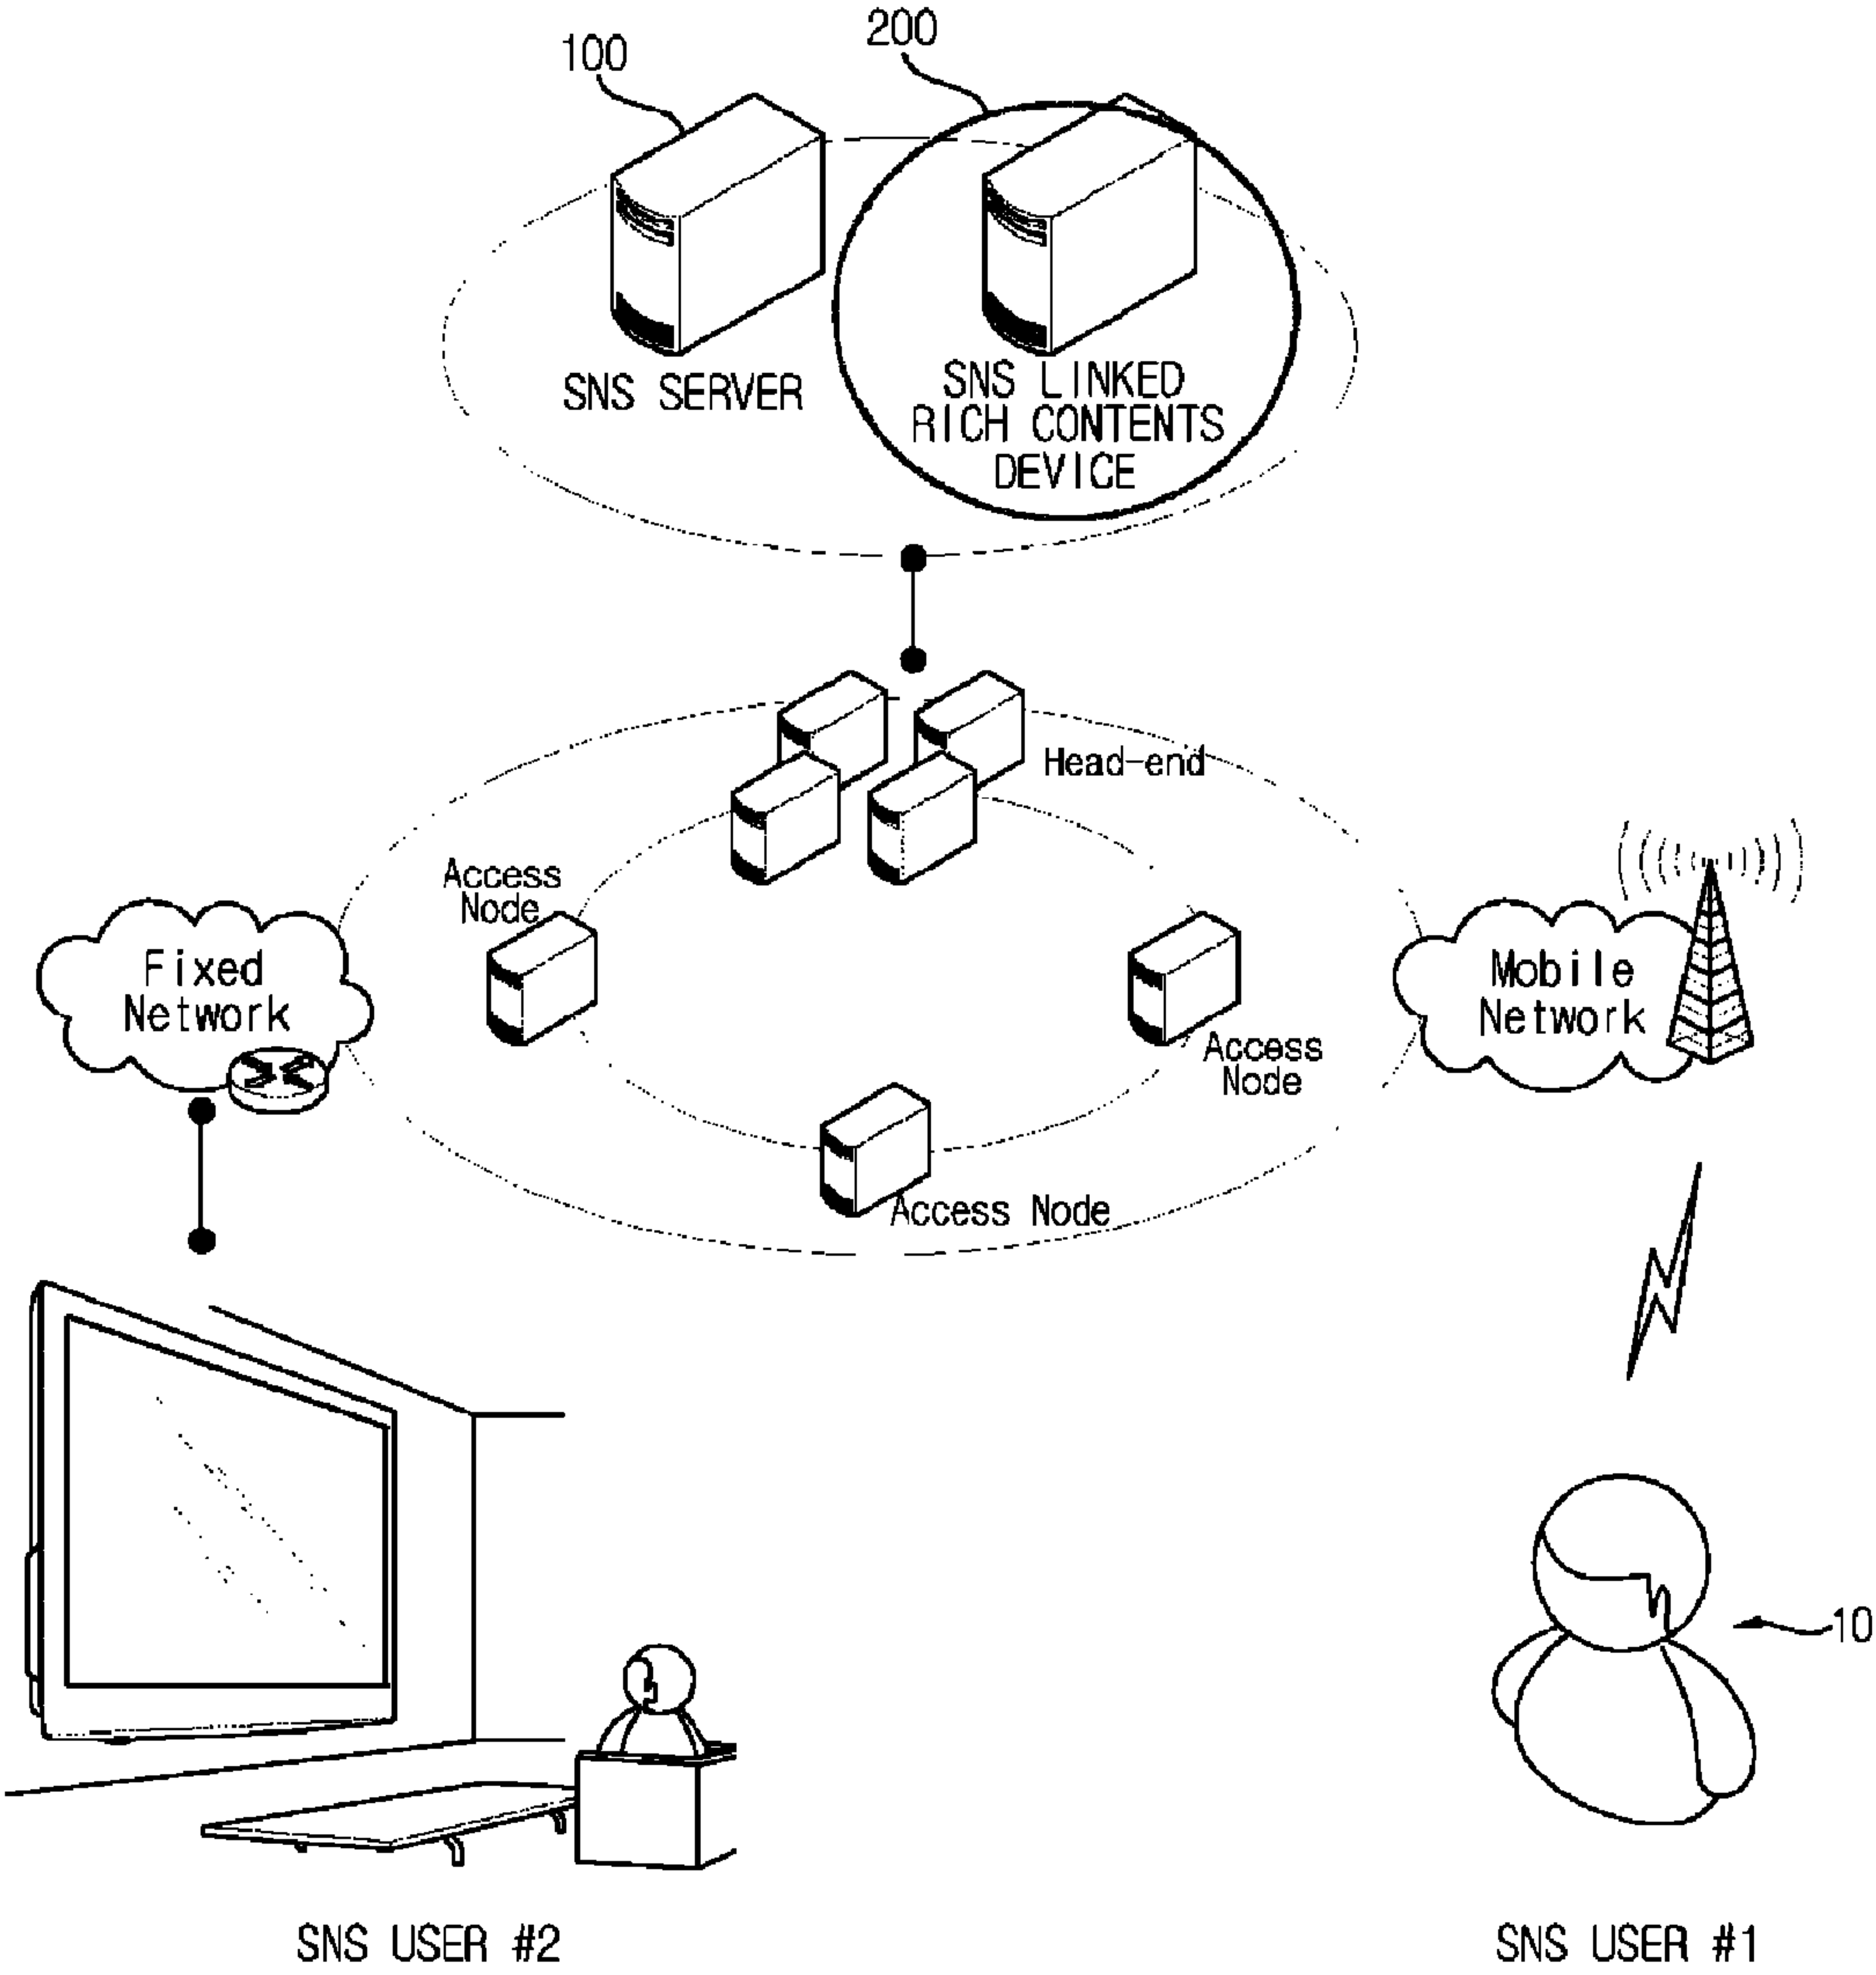 100
200
SNS SERVER
SNS LINKED
RICH CONTENTS
DEVICE
Head-end
Access
Node
Fixed
Network
Mobile
Network
Access
Node
Access Node
10
SNS USER #2
SNS USER #1